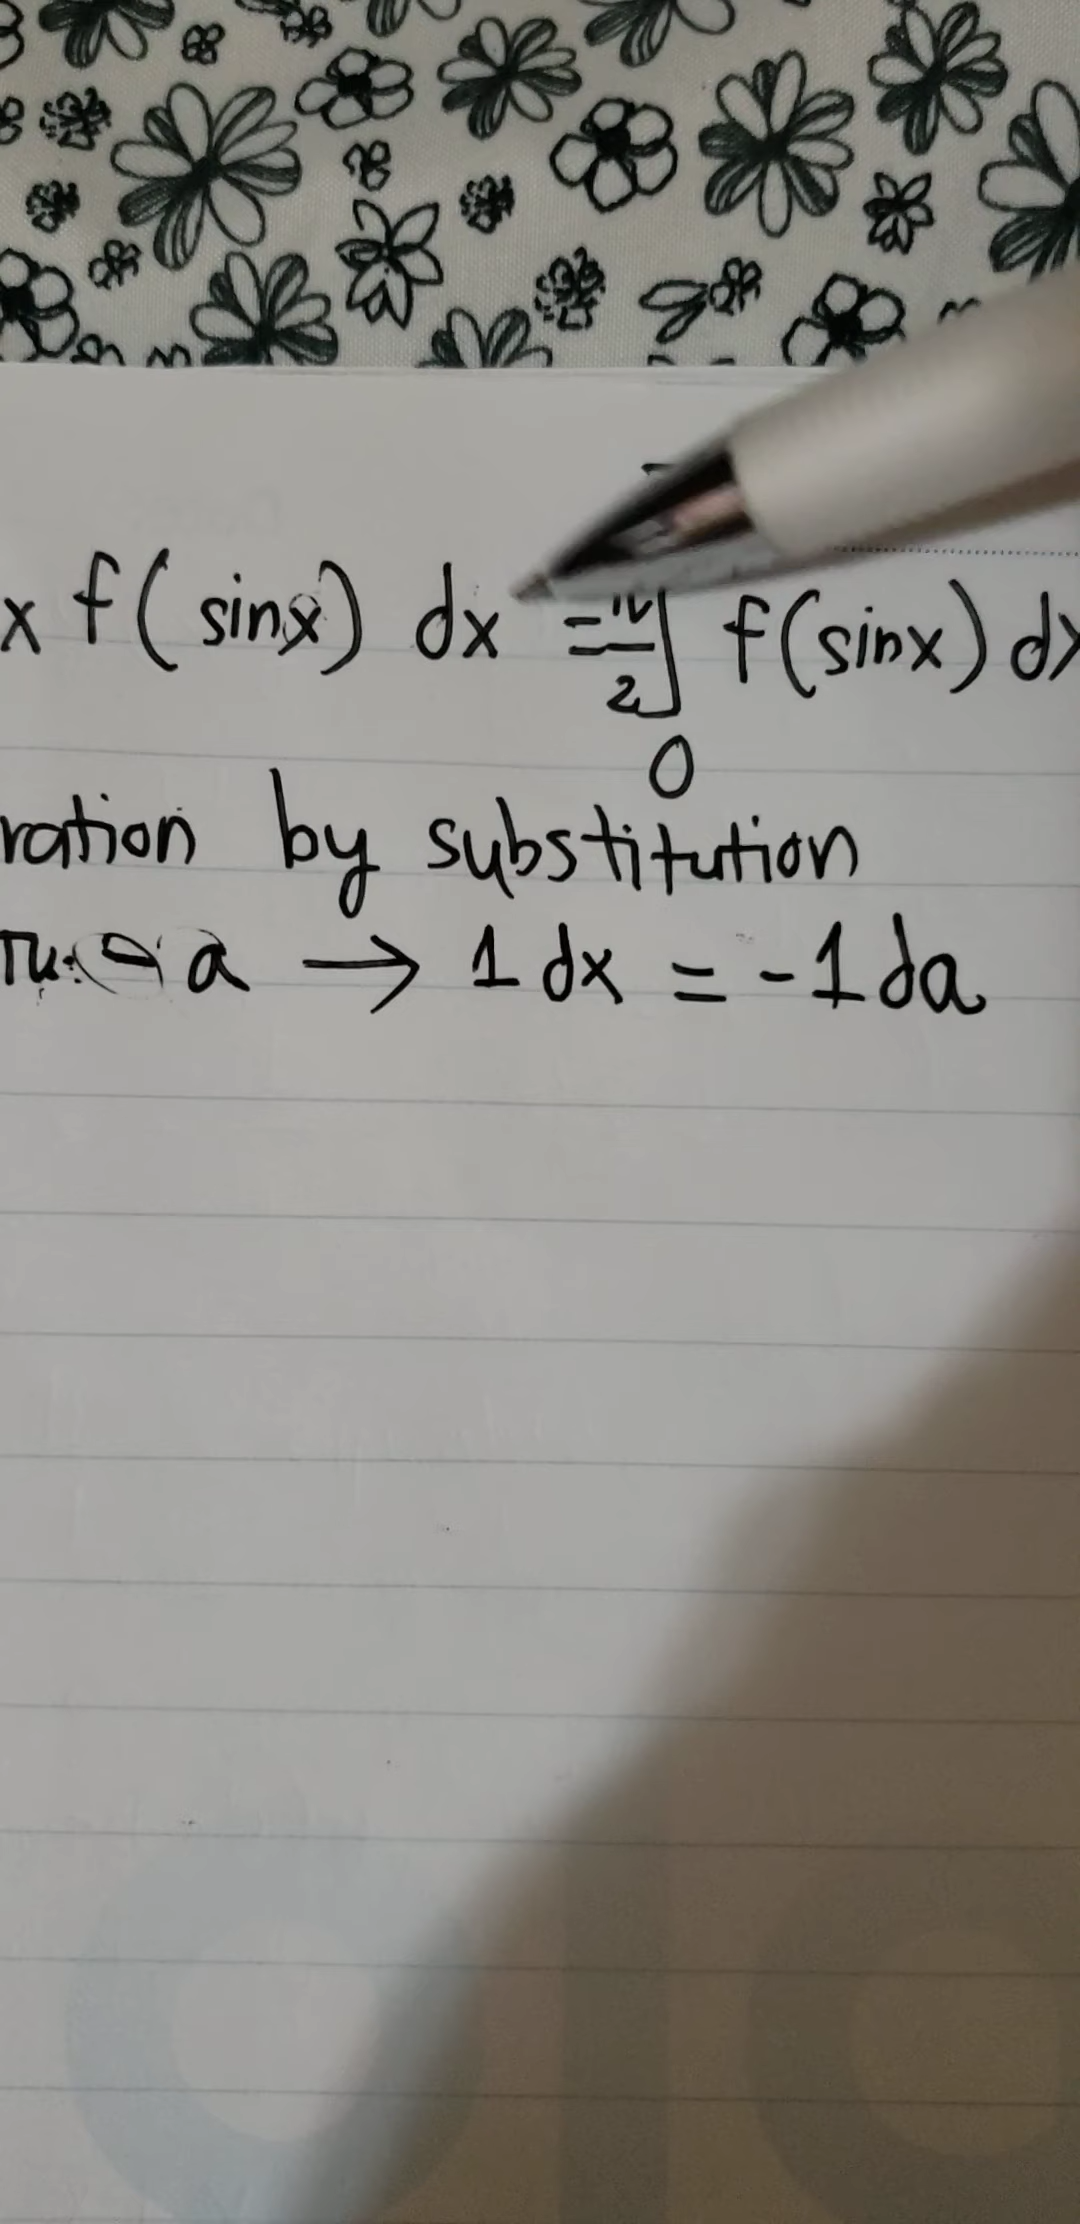 x f(sinx) dx = π/2 ∫ f(sinx) dx
0
ration by substitution
π - a → 1 dx = -1 da